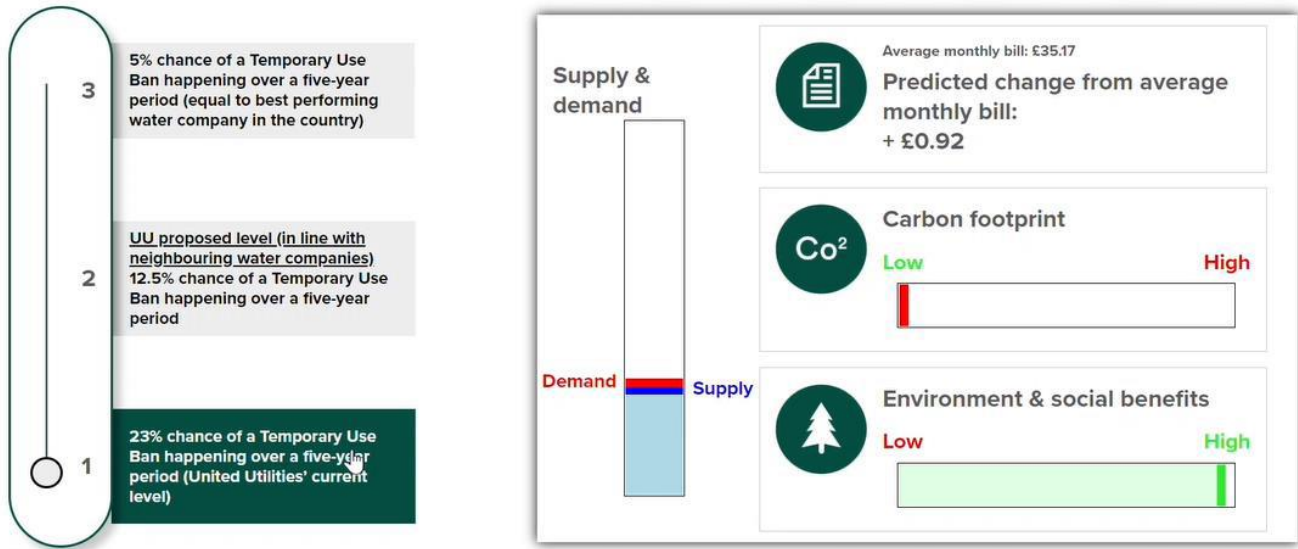 3
5% chance of a Temporary Use
Ban happening over a five-year
period (equal to best performing
water company in the country)
2
UU proposed level (in line with
neighbouring water companies)
12.5% chance of a Temporary Use
Ban happening over a five-year
period
1
23% chance of a Temporary Use
Ban happening over a five-year
period (United Utilities' current
level)
Supply &
demand
Demand
Supply
Average monthly bill: £35.17
Predicted change from average
monthly bill:
+ £0.92
Co²
Carbon footprint
Low
High
Environment & social benefits
Low
High